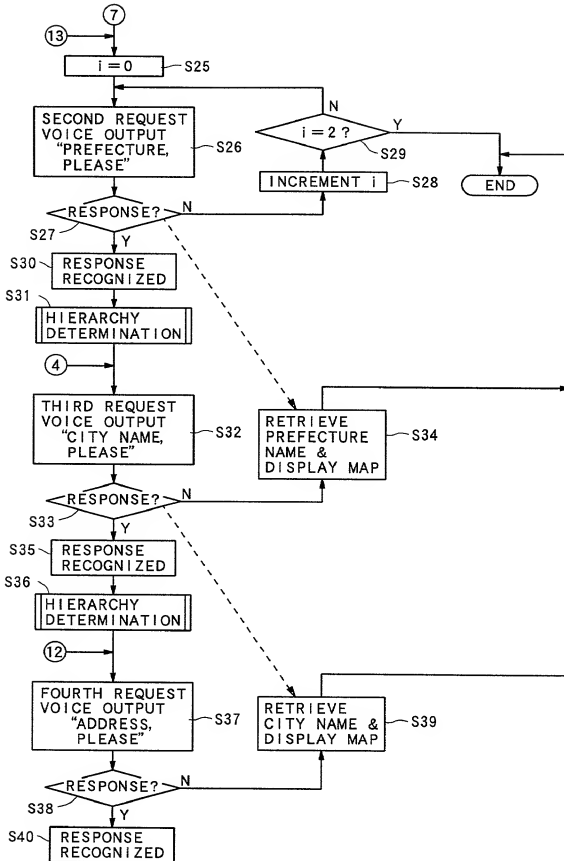 7
13
i=0
S25
SECOND REQUEST
VOICE OUTPUT
"PREFECTURE,
PLEASE"
S26
N
i=2?
Y
S29
INCREMENT i
S28
END
RESPONSE?
N
S27
Y
S30
RESPONSE
RECOGNIZED
S31
HIERARCHY
DETERMINATION
4
THIRD REQUEST
VOICE OUTPUT
"CITY NAME,
PLEASE"
S32
RETRIEVE
PREFECTURE
NAME &
DISPLAY MAP
S34
RESPONSE?
N
S33
Y
S35
RESPONSE
RECOGNIZED
S36
HIERARCHY
DETERMINATION
12
FOURTH REQUEST
VOICE OUTPUT
"ADDRESS,
PLEASE"
S37
RETRIEVE
CITY NAME &
DISPLAY MAP
S39
RESPONSE?
N
S38
Y
S40
RESPONSE
RECOGNIZED